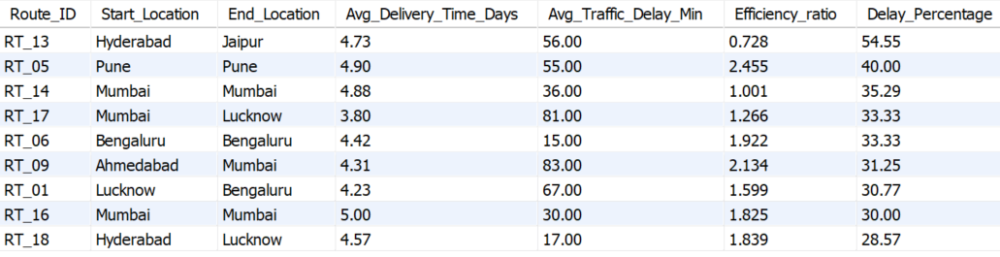 Route_ID Start_Location End_Location Avg_Delivery_Time_Days Avg_Traffic_Delay_Min Efficiency_ratio Delay_Percentage
RT_13 Hyderabad Jaipur 4.73 56.00 0.728 54.55
RT_05 Pune Pune 4.90 55.00 2.455 40.00
RT_14 Mumbai Mumbai 4.88 36.00 1.001 35.29
RT_17 Mumbai Lucknow 3.80 81.00 1.266 33.33
RT_06 Bengaluru Bengaluru 4.42 15.00 1.922 33.33
RT_09 Ahmedabad Mumbai 4.31 83.00 2.134 31.25
RT_01 Lucknow Bengaluru 4.23 67.00 1.599 30.77
RT_16 Mumbai Mumbai 5.00 30.00 1.825 30.00
RT_18 Hyderabad Lucknow 4.57 17.00 1.839 28.57